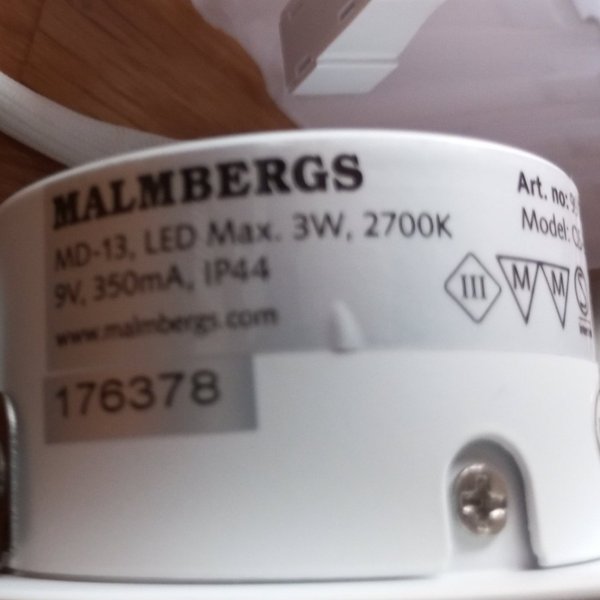 MALMBERGS
MD-13, LED Max. 3W, 2700K
9V, 350mA, IP44
www.malmbergs.com
176378
Art. no:
Model:
III
M M